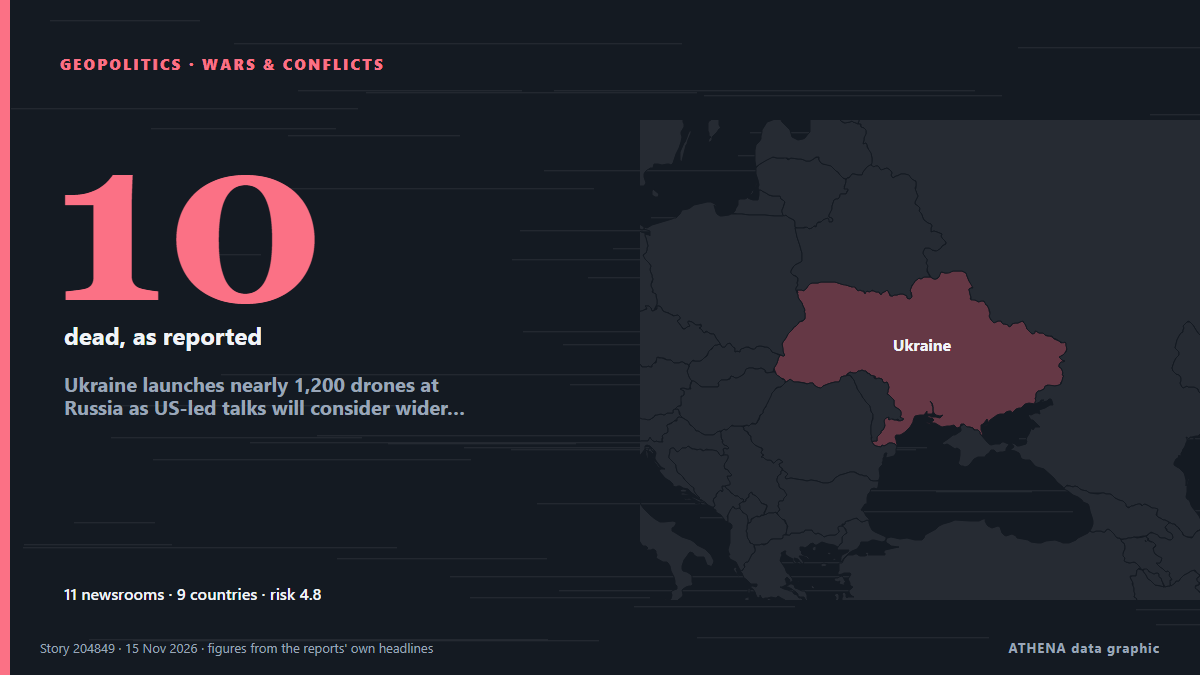 GEOPOLITICS · WARS & CONFLICTS
10
dead, as reported
Ukraine launches nearly 1,200 drones at
Russia as US-led talks will consider wider...
Ukraine
11 newsrooms · 9 countries · risk 4.8
Story 204849 · 15 Nov 2026 · figures from the reports' own headlines
ATHENA data graphic